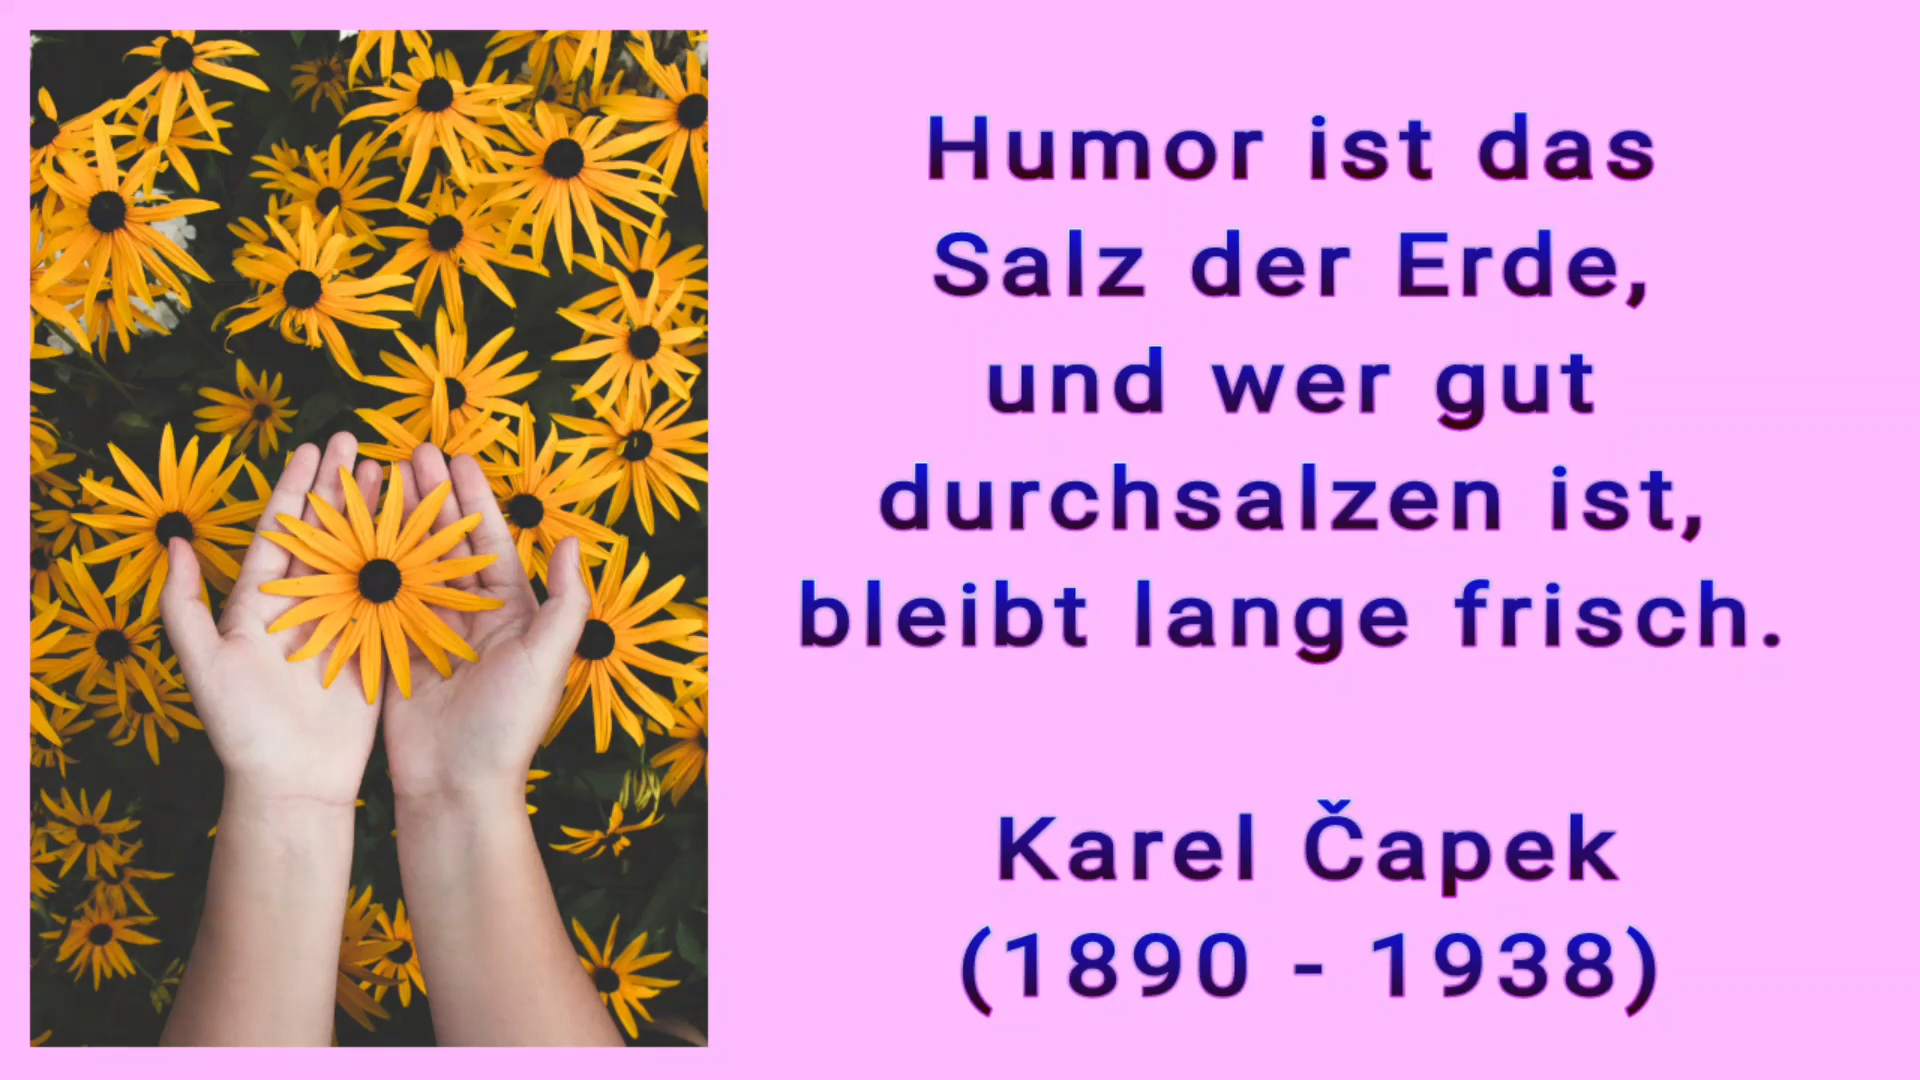 Humor ist das
Salz der Erde,
und wer gut
durchsalzen ist,
bleibt lange frisch.
Karel Čapek
(1890 - 1938)